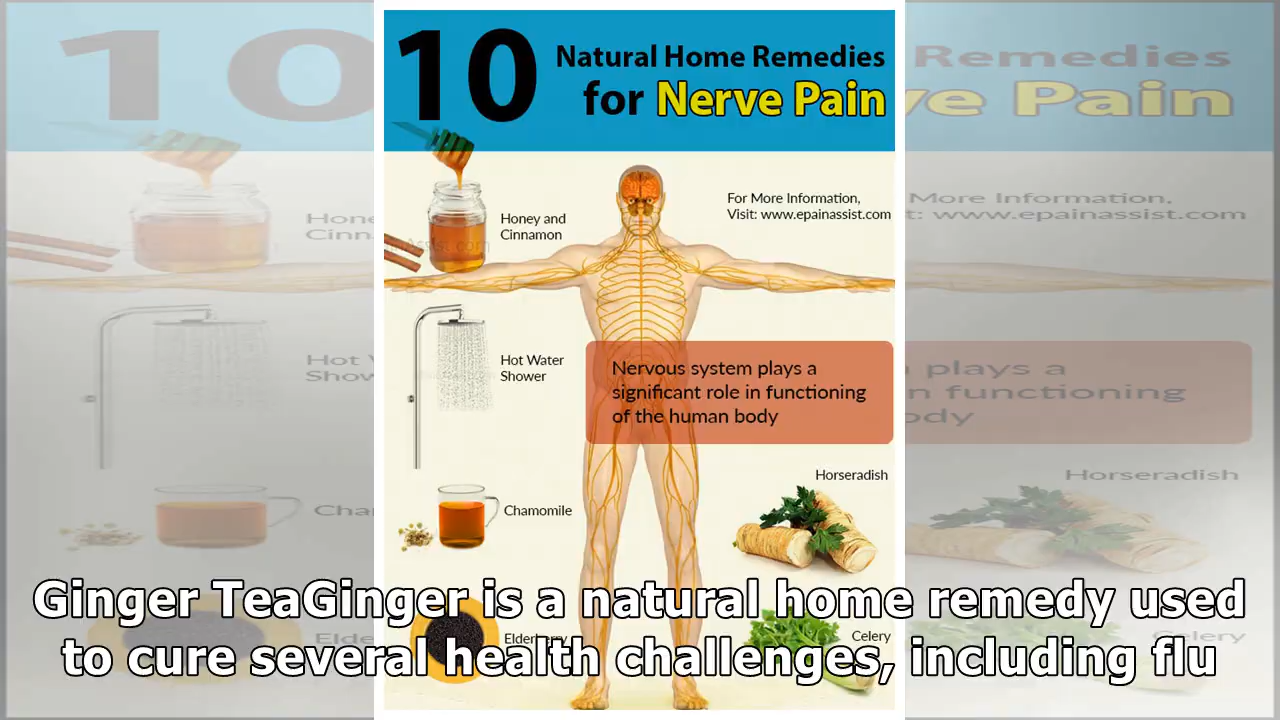 10
Natural Home Remedies
for Nerve Pain
Honey and
Cinnamon
For More Information,
Visit: www.epainassist.com
Hot Water
Shower
Nervous system plays a
significant role in functioning
of the human body
Horseradish
Chamomile
Elderberry
Celery
Ginger TeaGinger is a natural home remedy used
to cure several health challenges, including flu